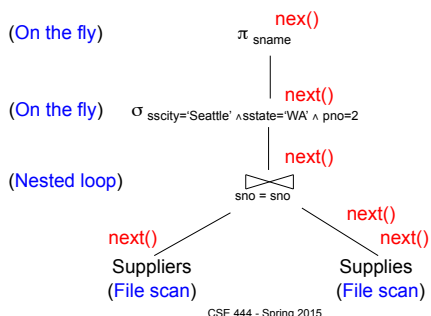 nex()
(On the fly) π sname
next()
(On the fly) σ sscity='Seattle' ∧sstate='WA' ∧ pno=2
next()
(Nested loop)
sno = sno
next()
next() next()
Suppliers Supplies
(File scan) (File scan)
CSE 444 - Spring 2015